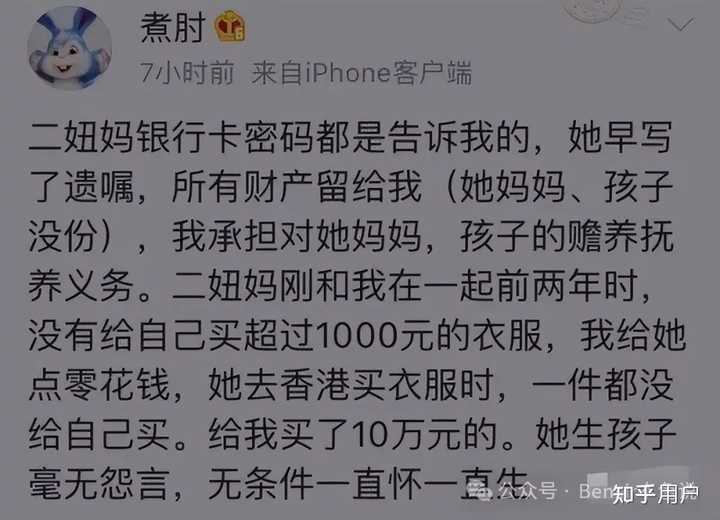 煮肘
7小时前 来自iPhone客户端
二妞妈银行卡密码都是告诉我的，她早写
了遗嘱，所有财产留给我（她妈妈、孩子
没份），我承担对她妈妈，孩子的赡养抚
养义务。二妞妈刚和我在一起前两年时，
没有给自己买超过1000元的衣服，我给她
点零花钱，她去香港买衣服时，一件都没
给自己买。给我买了10万元的。她生孩子
毫无怨言，无条件一直怀一直生
公众号 · Ben
知乎用户